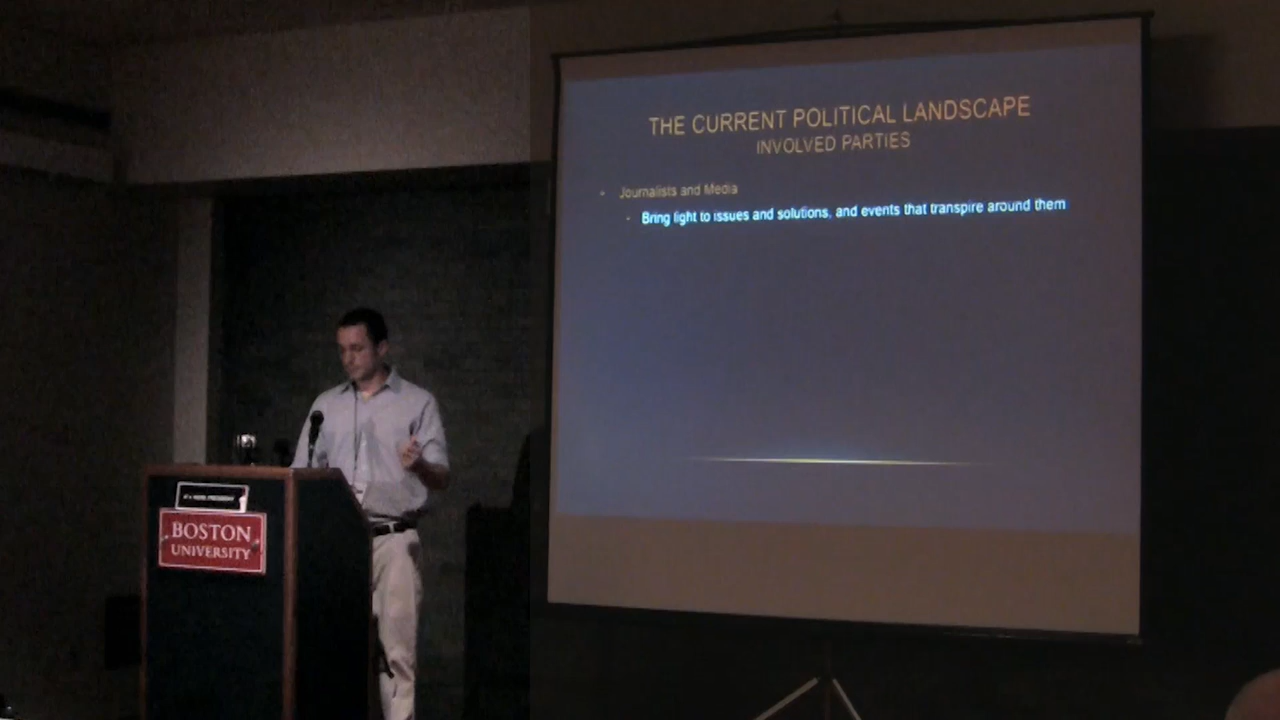 THE CURRENT POLITICAL LANDSCAPE
INVOLVED PARTIES
Journalists and Media
Bring light to issues and solutions, and events that transpire around them
BOSTON
UNIVERSITY